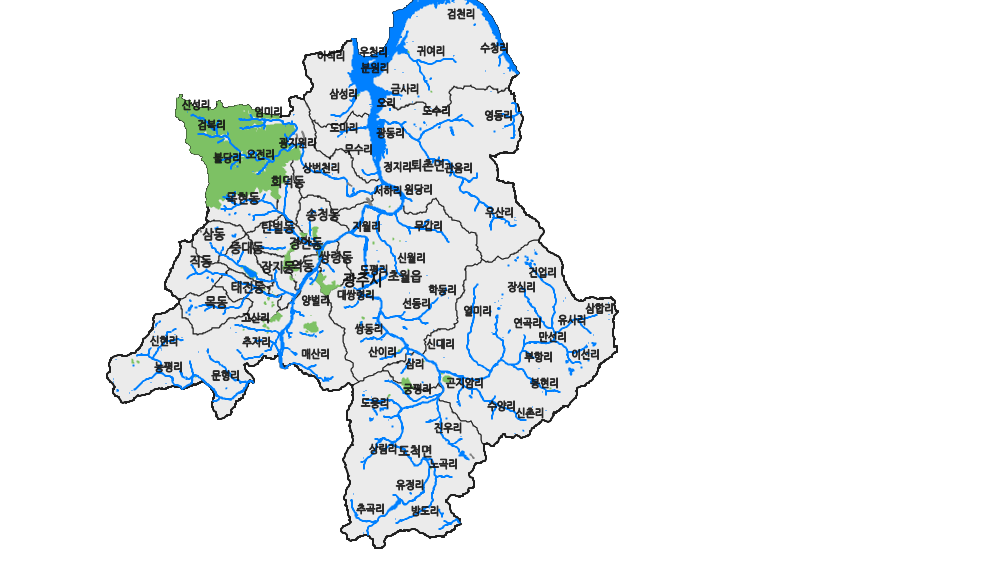 검천리
수청리
귀여리
우천리
이석리
분원리
삼성리
금사리
오리
산성리
엄미리
도수리
영동리
검복리
도마리
광동리
광지원리
무수리
불당리
오전리
상번천리
정지리
퇴촌면
관음리
회덕동
서하리
원당리
목현동
송정동
우산리
탄벌동
지월리
무갑리
삼동
중대동
경안동
직동
장지동
역동
쌍령동
신월리
도평리
광주시
초월읍
건업리
태전동
목동
양벌리
대쌍령리
선동리
학동리
장심리
열미리
삼합리
고산리
쌍동리
연곡리
유사리
신현리
추자리
매산리
산이리
신대리
만선리
부항리
이선리
능평리
문형리
삼리
궁평리
곤지암리
봉현리
도웅리
수양리
신촌리
진우리
상림리
도척면
노곡리
유정리
추곡리
방도리